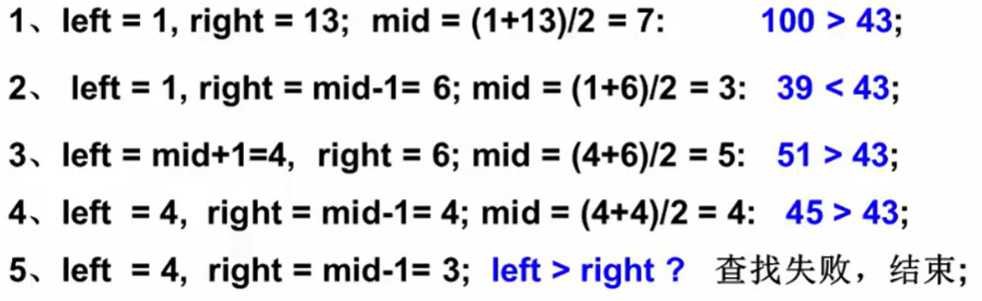 1、left = 1, right = 13; mid = (1+13)/2 = 7: 100 > 43;
2、 left = 1, right = mid-1= 6; mid = (1+6)/2 = 3: 39 < 43;
3、left = mid+1=4, right = 6; mid = (4+6)/2 = 5: 51 > 43;
4、left = 4, right = mid-1= 4; mid = (4+4)/2 = 4: 45 > 43;
5、left = 4, right = mid-1= 3; left > right ? 查找失败，结束;